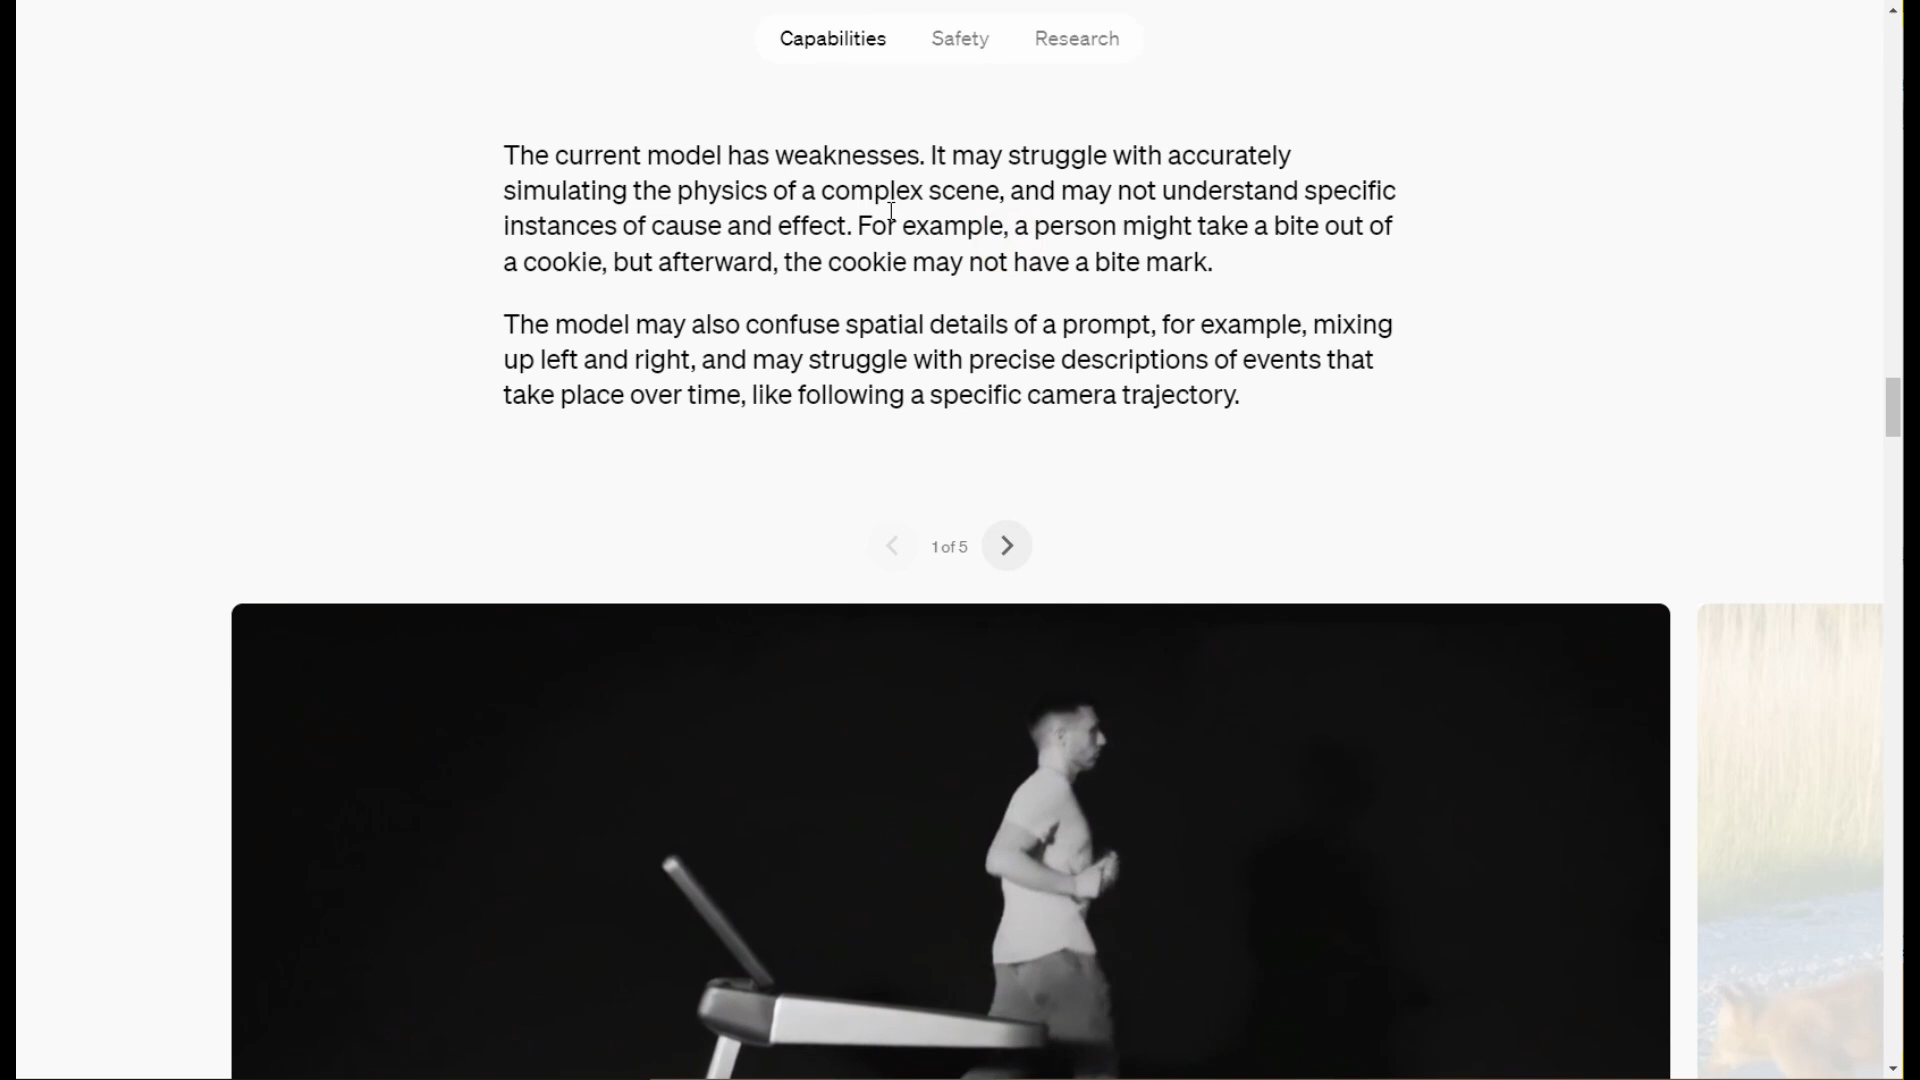 Capabilities Safety Research
The current model has weaknesses. It may struggle with accurately
simulating the physics of a complex scene, and may not understand specific
instances of cause and effect. For example, a person might take a bite out of
a cookie, but afterward, the cookie may not have a bite mark.
The model may also confuse spatial details of a prompt, for example, mixing
up left and right, and may struggle with precise descriptions of events that
take place over time, like following a specific camera trajectory.
1 of 5